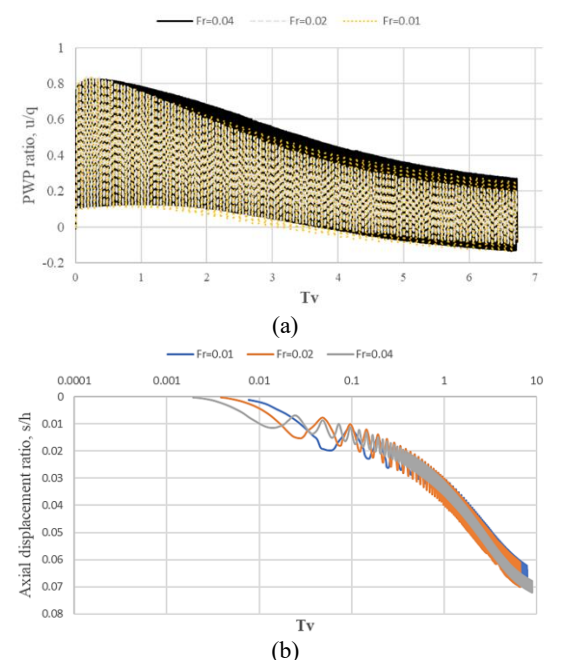 Fr=0.04 Fr=0.02 Fr=0.01
PWP ratio, u/q
1
0.8
0.6
0.4
0.2
0
-0.2
0 1 2 3 4 5 6 7
Tv
(a)
Fr=0.01 Fr=0.02 Fr=0.04
0.0001 0.001 0.01 0.1 1 10
Axial displacement ratio, s/h
0
0.01
0.02
0.03
0.04
0.05
0.06
0.07
0.08
Tv
(b)